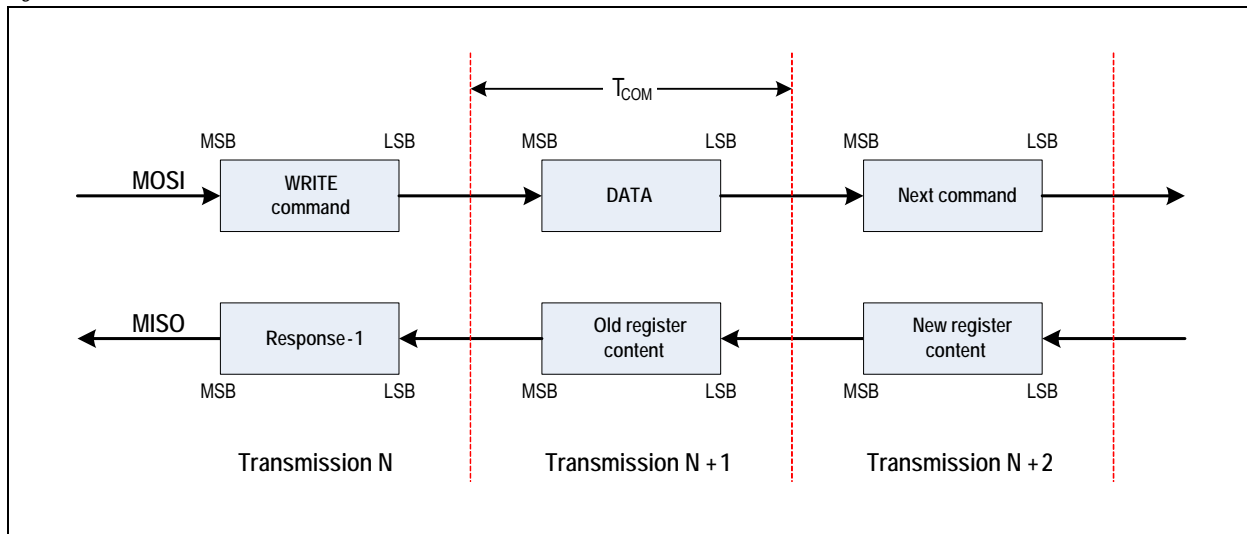 T_COM
MSB LSB MSB LSB MSB LSB
MOSI WRITE command DATA Next command
MISO Response-1 Old register content New register content
MSB LSB MSB LSB MSB LSB
Transmission N Transmission N+1 Transmission N+2